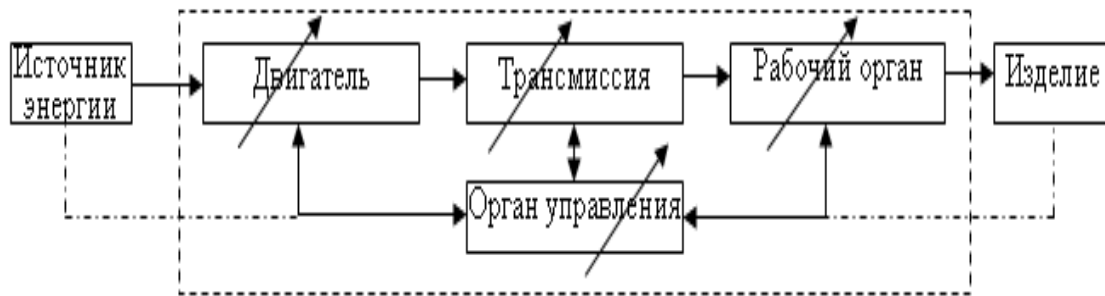 Источник
энергии
Двигатель
Трансмиссия
Рабочий орган
Изделие
Орган управления